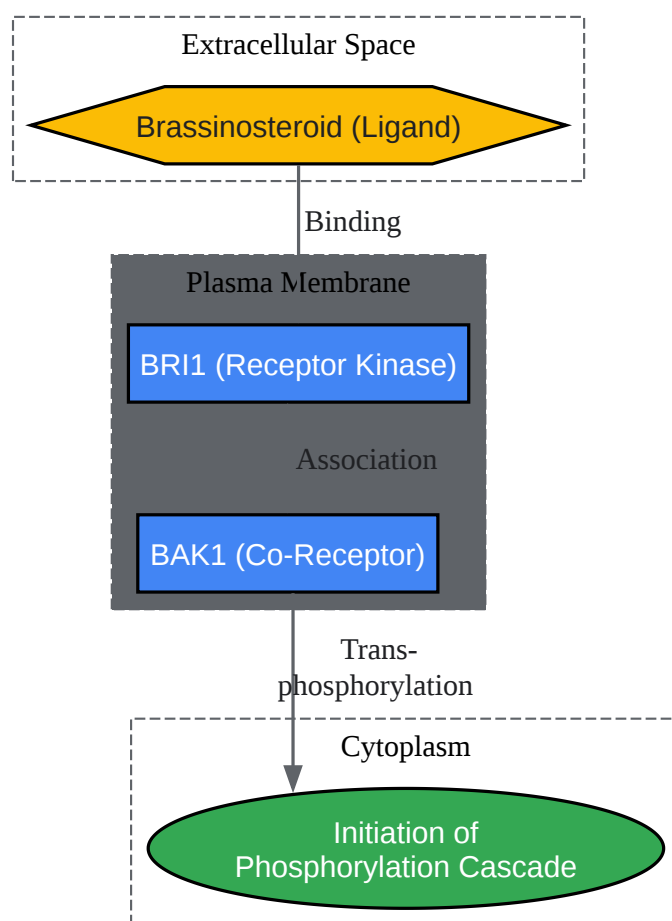 Extracellular Space
Brassinosteroid (Ligand)
Binding
Plasma Membrane
BRI1 (Receptor Kinase)
Association
BAK1 (Co-Receptor)
Trans-
phosphorylation
Cytoplasm
Initiation of
Phosphorylation Cascade